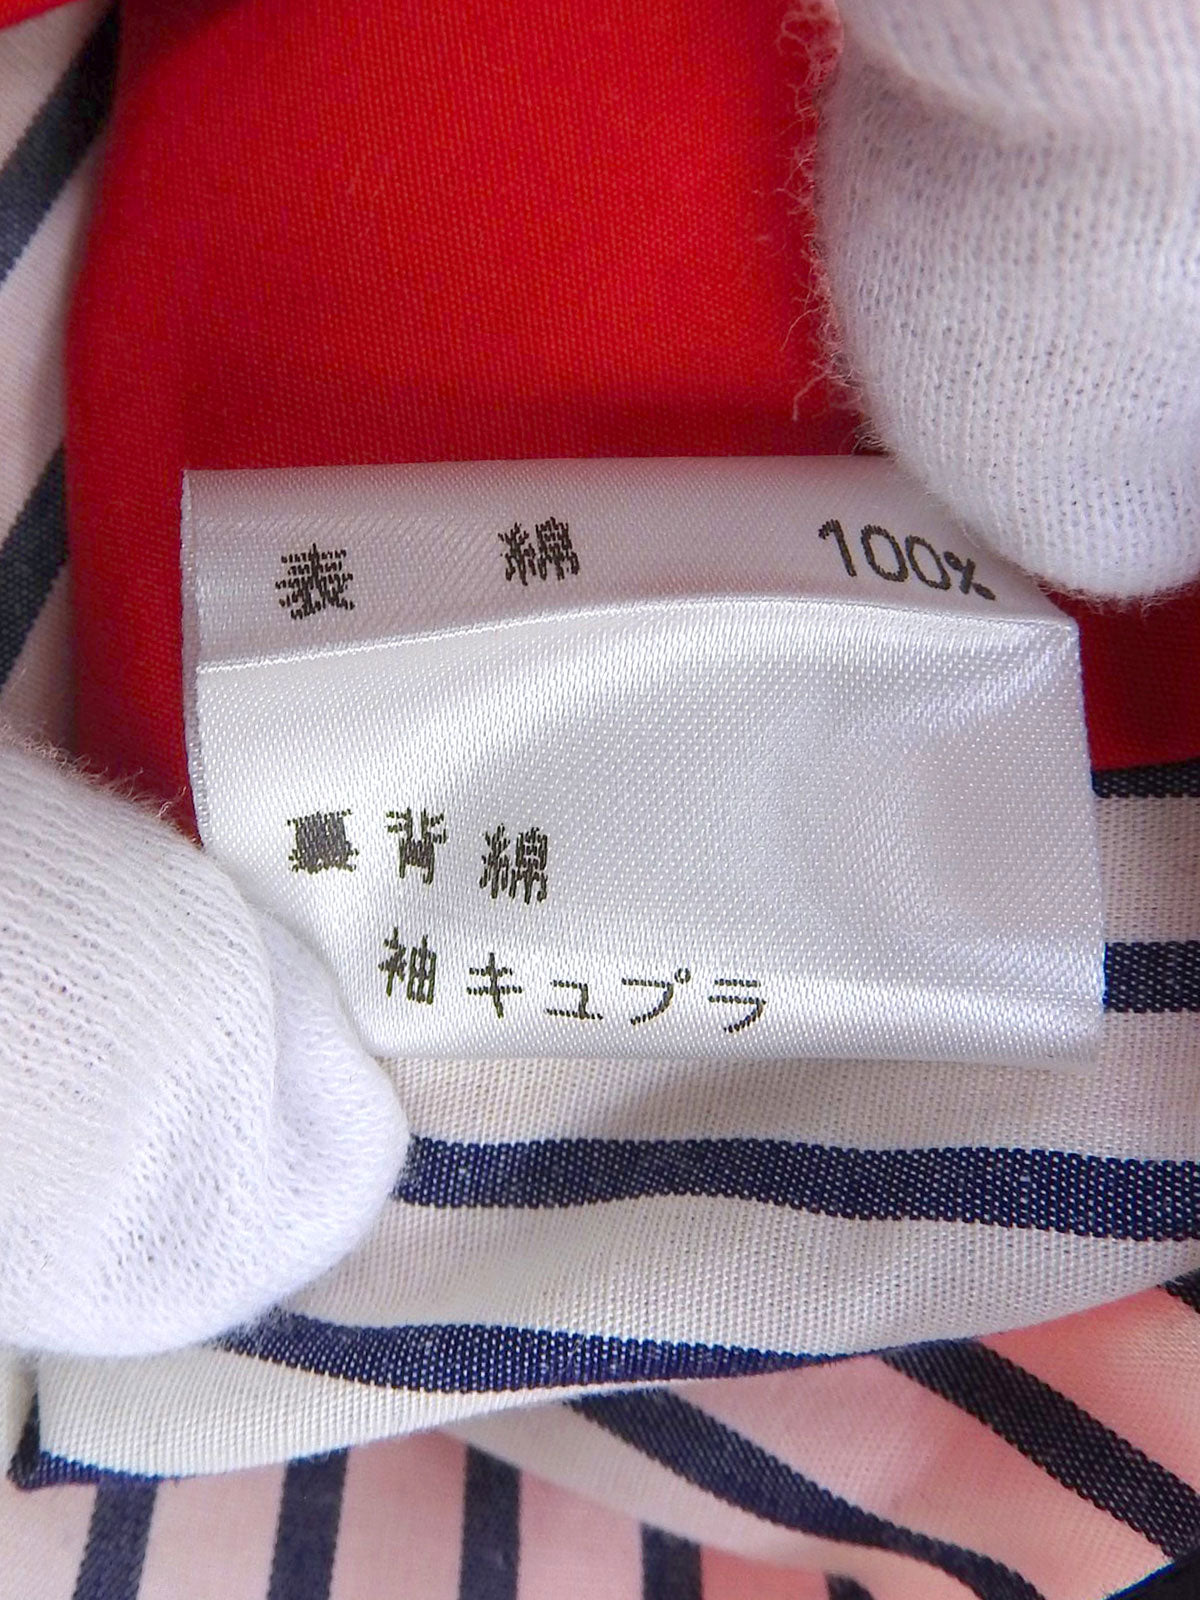 表 綿 100%
裏 背 綿
袖 キュプラ